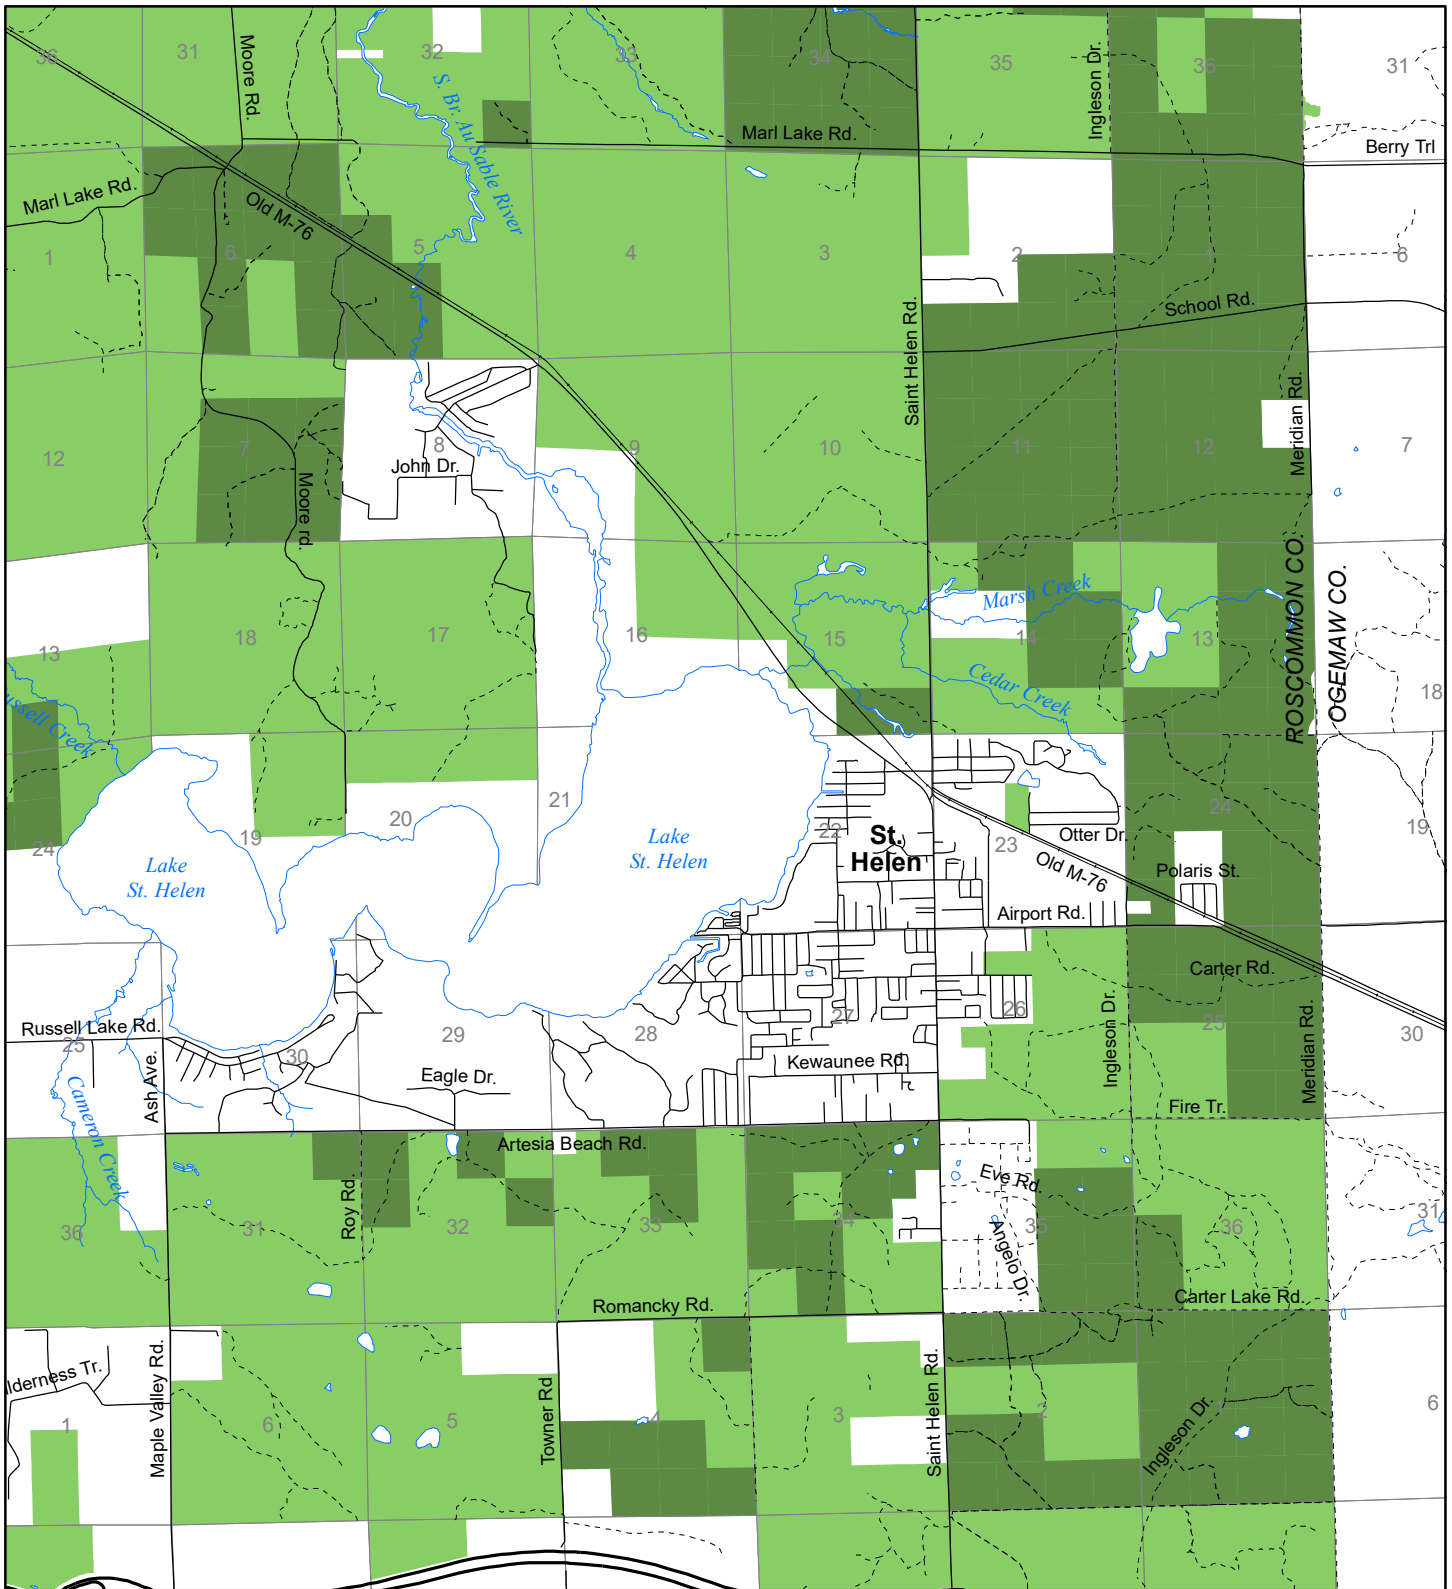 36
31
Moore Rd.
32
33
34
35
Ingleson Dr.
36
31
S. Br. Au Sable River
Marl Lake Rd.
Berry Trl
Marl Lake Rd.
Old M-76
1
6
5
4
3
2
1
6
School Rd.
Saint Helen Rd.
Meridian Rd.
12
7
8
9
10
11
12
7
John Dr.
Moore rd.
ROSCOMMON CO.
OGEMAW CO.
Marsh Creek
13
18
17
16
15
14
13
18
Cedar Creek
ussell Creek
24
19
20
21
22
23
24
19
Lake
St. Helen
Lake
St. Helen
St.
Helen
Otter Dr.
Old M-76
Polaris St.
Airport Rd.
Carter Rd.
Russell Lake Rd.
25
30
29
28
27
26
25
30
Ash Ave.
Eagle Dr.
Kewaunee Rd.
Ingleson Dr.
Meridian Rd.
Fire Tr.
Cameron Creek
Artesia Beach Rd.
Eve Rd.
36
31
Roy Rd.
32
33
34
35
Angelo Dr.
36
31
Romancky Rd.
Carter Lake Rd.
ilderness Tr.
Maple Valley Rd.
Towner Rd
Saint Helen Rd.
Ingleson Dr.
1
6
5
4
3
2
1
6